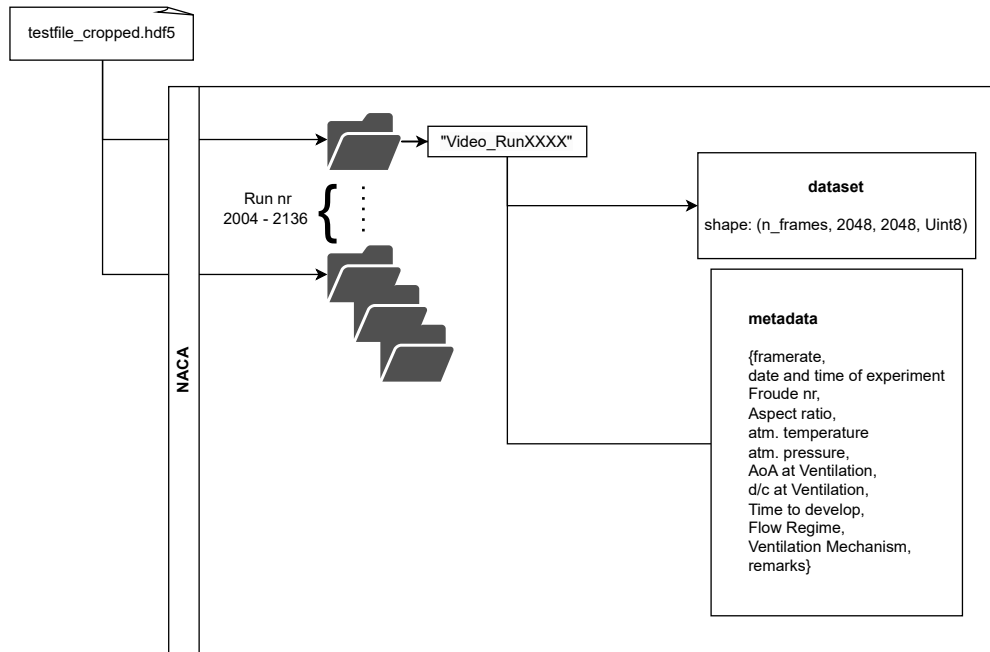 testfile_cropped.hdf5
"Video_RunXXXX"
Run nr
2004 - 2136
NACA
dataset
shape: (n_frames, 2048, 2048, Uint8)
metadata
{framerate,
date and time of experiment
Froude nr,
Aspect ratio,
atm. temperature
atm. pressure,
AoA at Ventilation,
d/c at Ventilation,
Time to develop,
Flow Regime,
Ventilation Mechanism,
remarks}